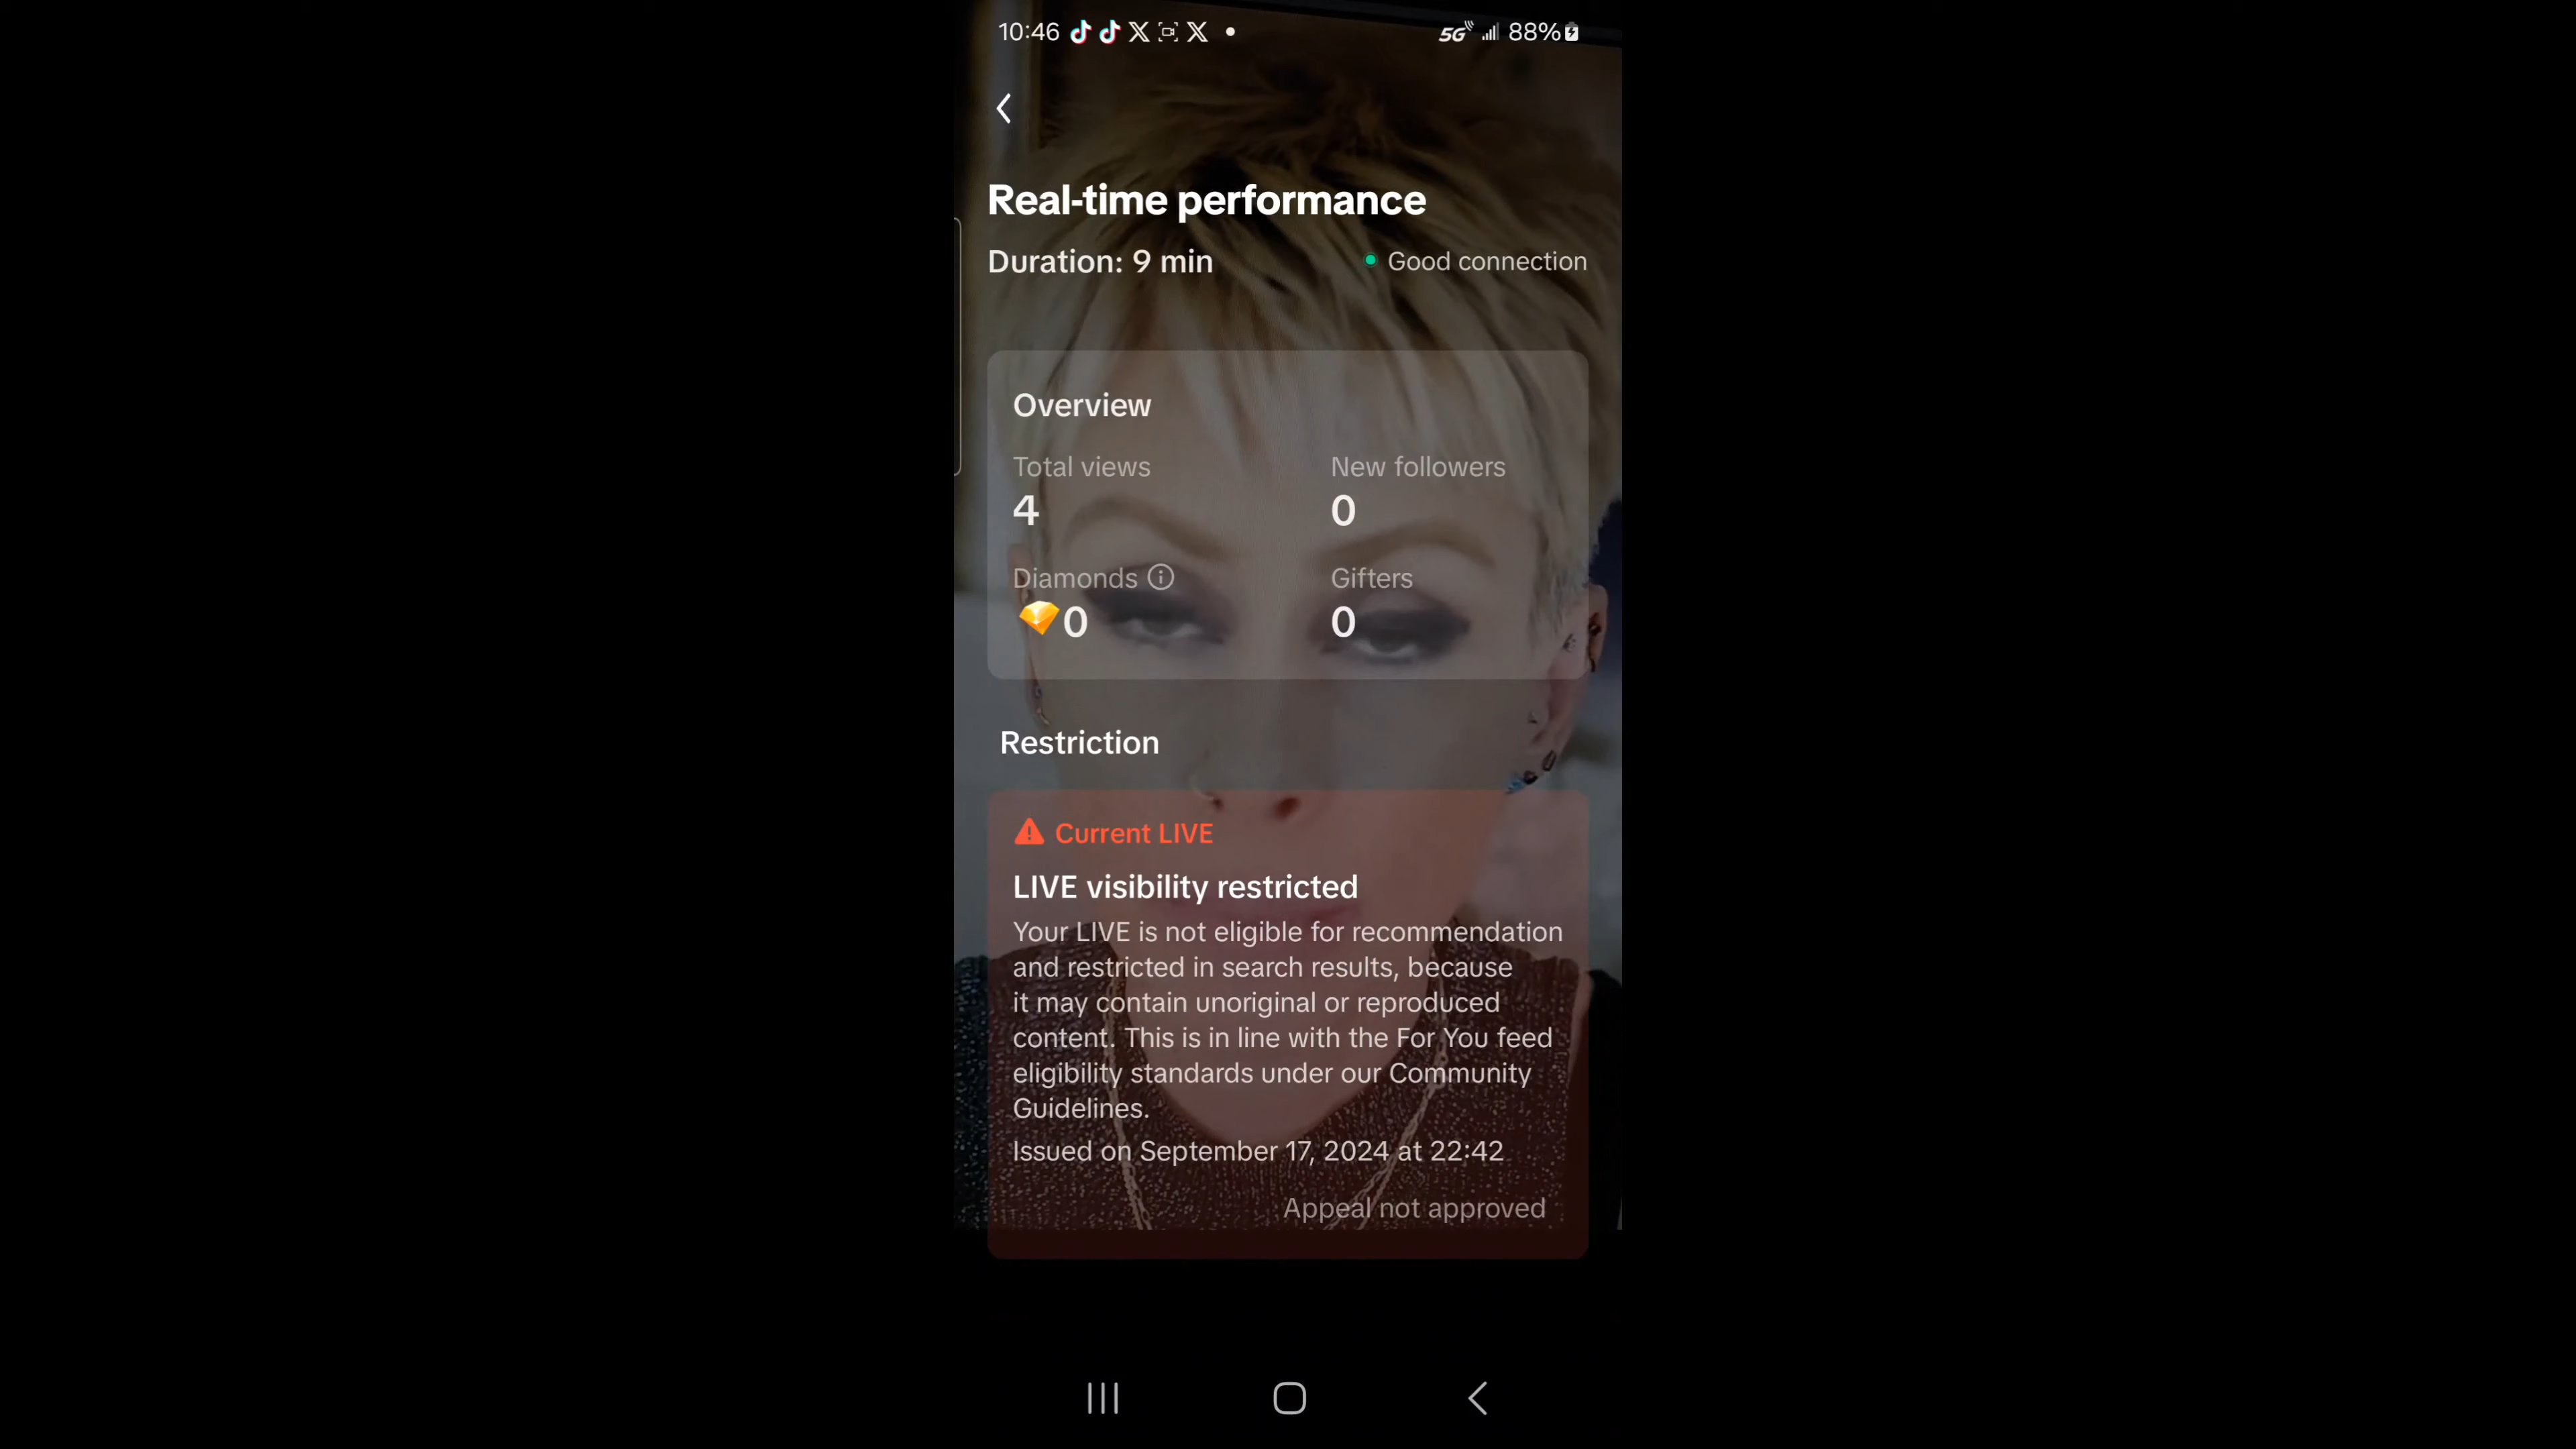 10:46 5G 88%
Real-time performance
Duration: 9 min Good connection
Overview
Total views New followers
4 0
Diamonds Gifters
0 0
Restriction
Current LIVE
LIVE visibility restricted
Your LIVE is not eligible for recommendation
and restricted in search results, because
it may contain unoriginal or reproduced
content. This is in line with the For You feed
eligibility standards under our Community
Guidelines.
Issued on September 17, 2024 at 22:42
Appeal not approved